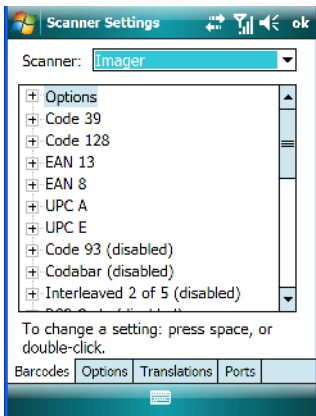 Scanner Settings ok
Scanner: Imager
Options
Code 39
Code 128
EAN 13
EAN 8
UPC A
UPC E
Code 93 (disabled)
Codabar (disabled)
Interleaved 2 of 5 (disabled)
To change a setting: press space, or
double-click.
Barcodes Options Translations Ports